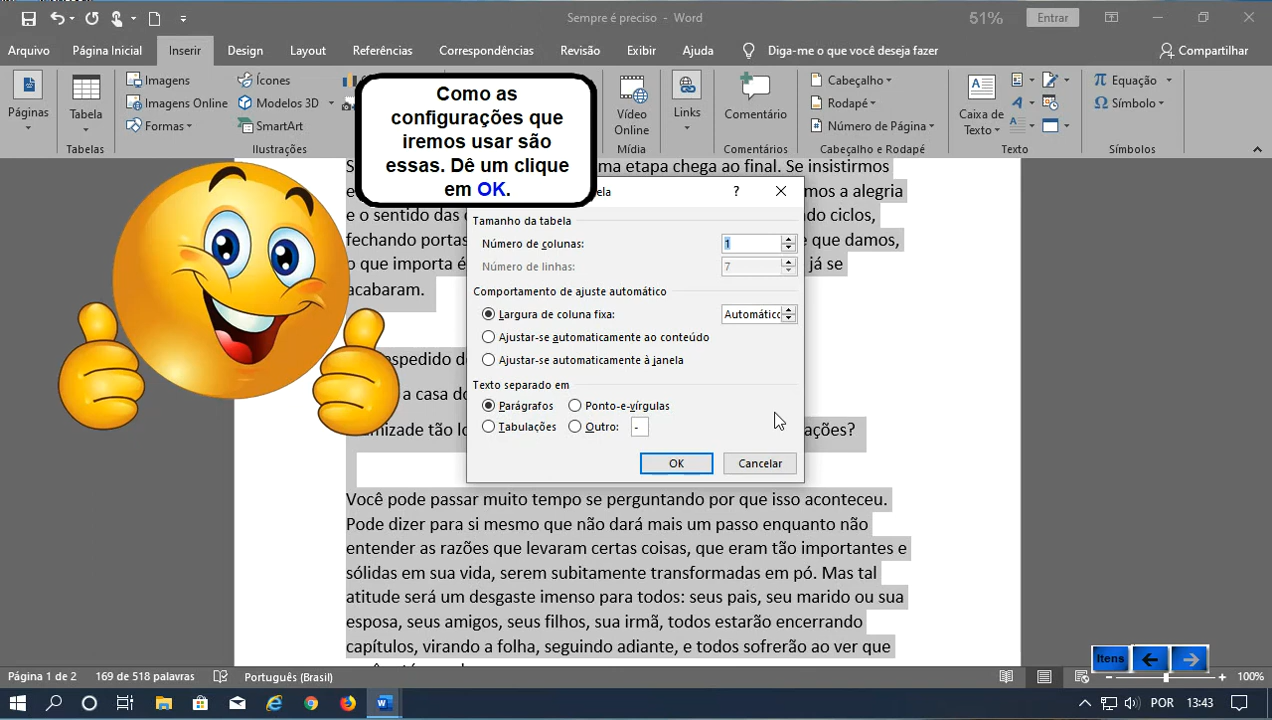 Sempre é preciso - Word
51%
Entrar
Arquivo
Página Inicial
Inserir
Design
Layout
Referências
Correspondências
Revisão
Exibir
Ajuda
Diga-me o que você deseja fazer
Compartilhar
Páginas
Tabela
Tabelas
Imagens
Imagens Online
Formas
Ícones
Modelos 3D
SmartArt
Ilustrações
Vídeo
Online
Mídia
Links
Comentário
Comentários
Cabeçalho
Rodapé
Número de Página
Cabeçalho e Rodapé
Caixa de
Texto
Texto
Equação
Símbolo
Símbolos
Como as
configurações que
iremos usar são
essas. Dê um clique
em OK.
ma etapa chega ao final. Se insistirmos
mos a alegria
e o sentido das do ciclos,
fechando portas e que damos,
o que importa é já se
acabaram.
?
Tamanho da tabela
Número de colunas: 1
Número de linhas: 7
Comportamento de ajuste automático
Largura de coluna fixa: Automático
Ajustar-se automaticamente ao conteúdo
Ajustar-se automaticamente à janela
Texto separado em
Parágrafos Ponto-e-vírgulas
Tabulações Outro: -
OK Cancelar
espedido
a casa
mizade tão ações?
Você pode passar muito tempo se perguntando por que isso aconteceu.
Pode dizer para si mesmo que não dará mais um passo enquanto não
entender as razões que levaram certas coisas, que eram tão importantes e
sólidas em sua vida, serem subitamente transformadas em pó. Mas tal
atitude será um desgaste imenso para todos: seus pais, seu marido ou sua
esposa, seus amigos, seus filhos, sua irmã, todos estarão encerrando
capítulos, virando a folha, seguindo adiante, e todos sofrerão ao ver que
Itens
Página 1 de 2
169 de 518 palavras
Português (Brasil)
100%
POR
13:43